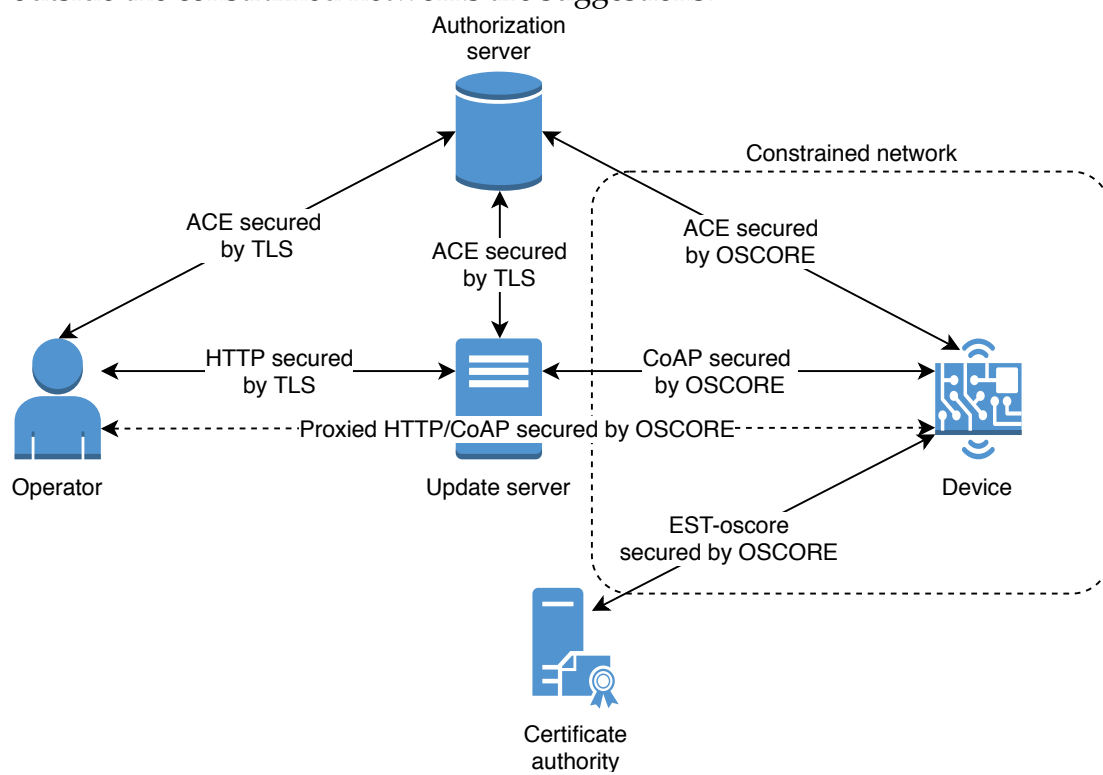 Authorization
server
Constrained network
ACE secured
by TLS
ACE secured
by TLS
ACE secured
by OSCORE
HTTP secured
by TLS
CoAP secured
by OSCORE
Proxied HTTP/CoAP secured by OSCORE
Operator
Update server
Device
EST-oscore
secured by OSCORE
Certificate
authority